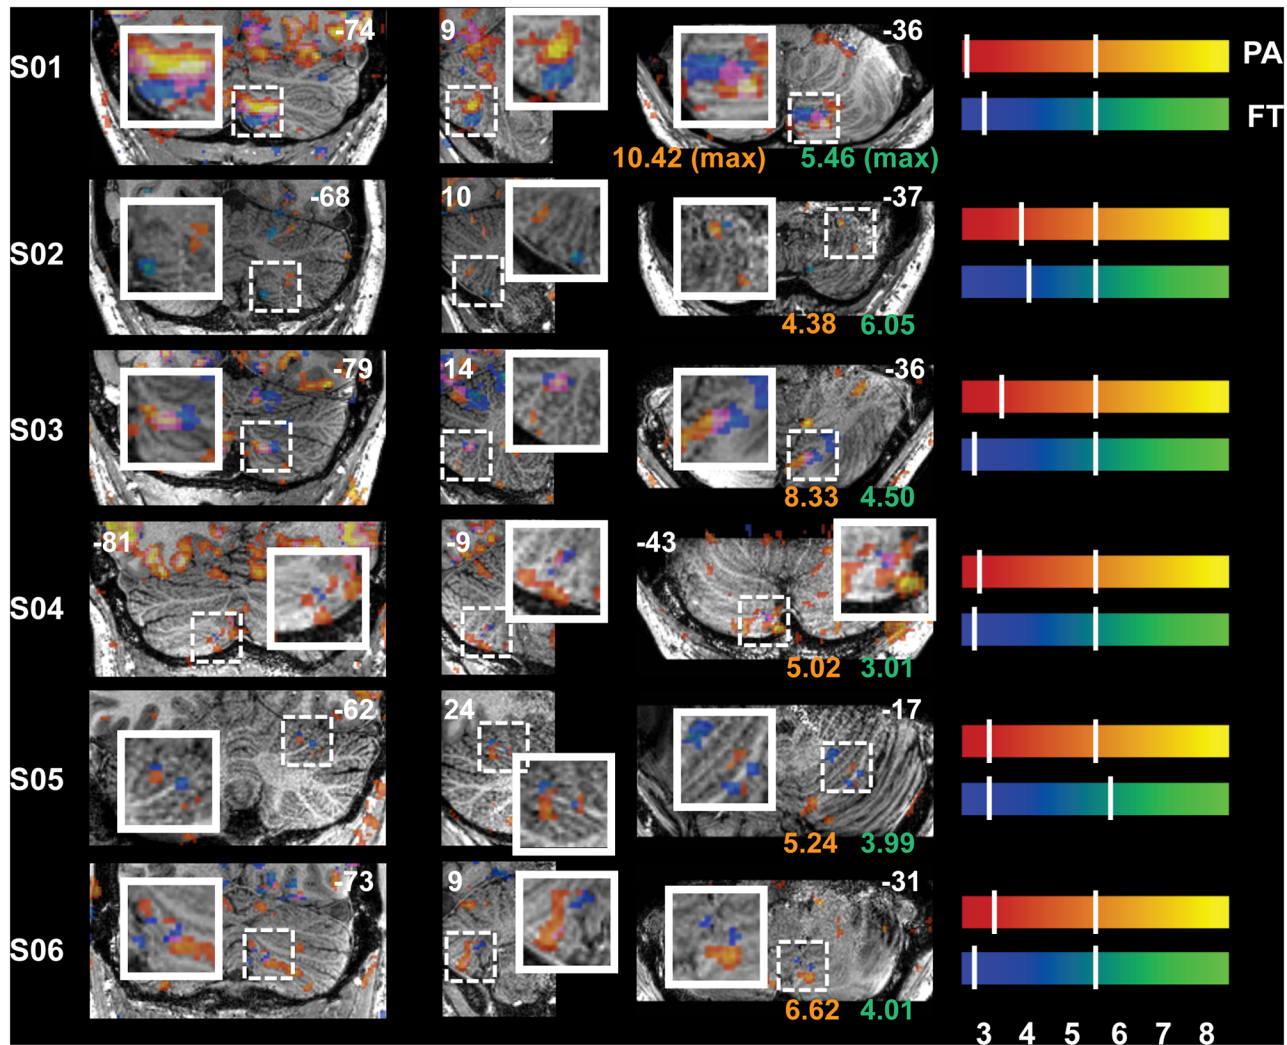 S01 -74 9 -36 PA
FT
10.42 (max) 5.46 (max)
S02 -68 10 -37
4.38 6.05
S03 -79 14 -36
8.33 4.50
S04 -81 -9 -43
5.02 3.01
S05 -62 24 -17
5.24 3.99
S06 -73 9 -31
6.62 4.01
3 4 5 6 7 8